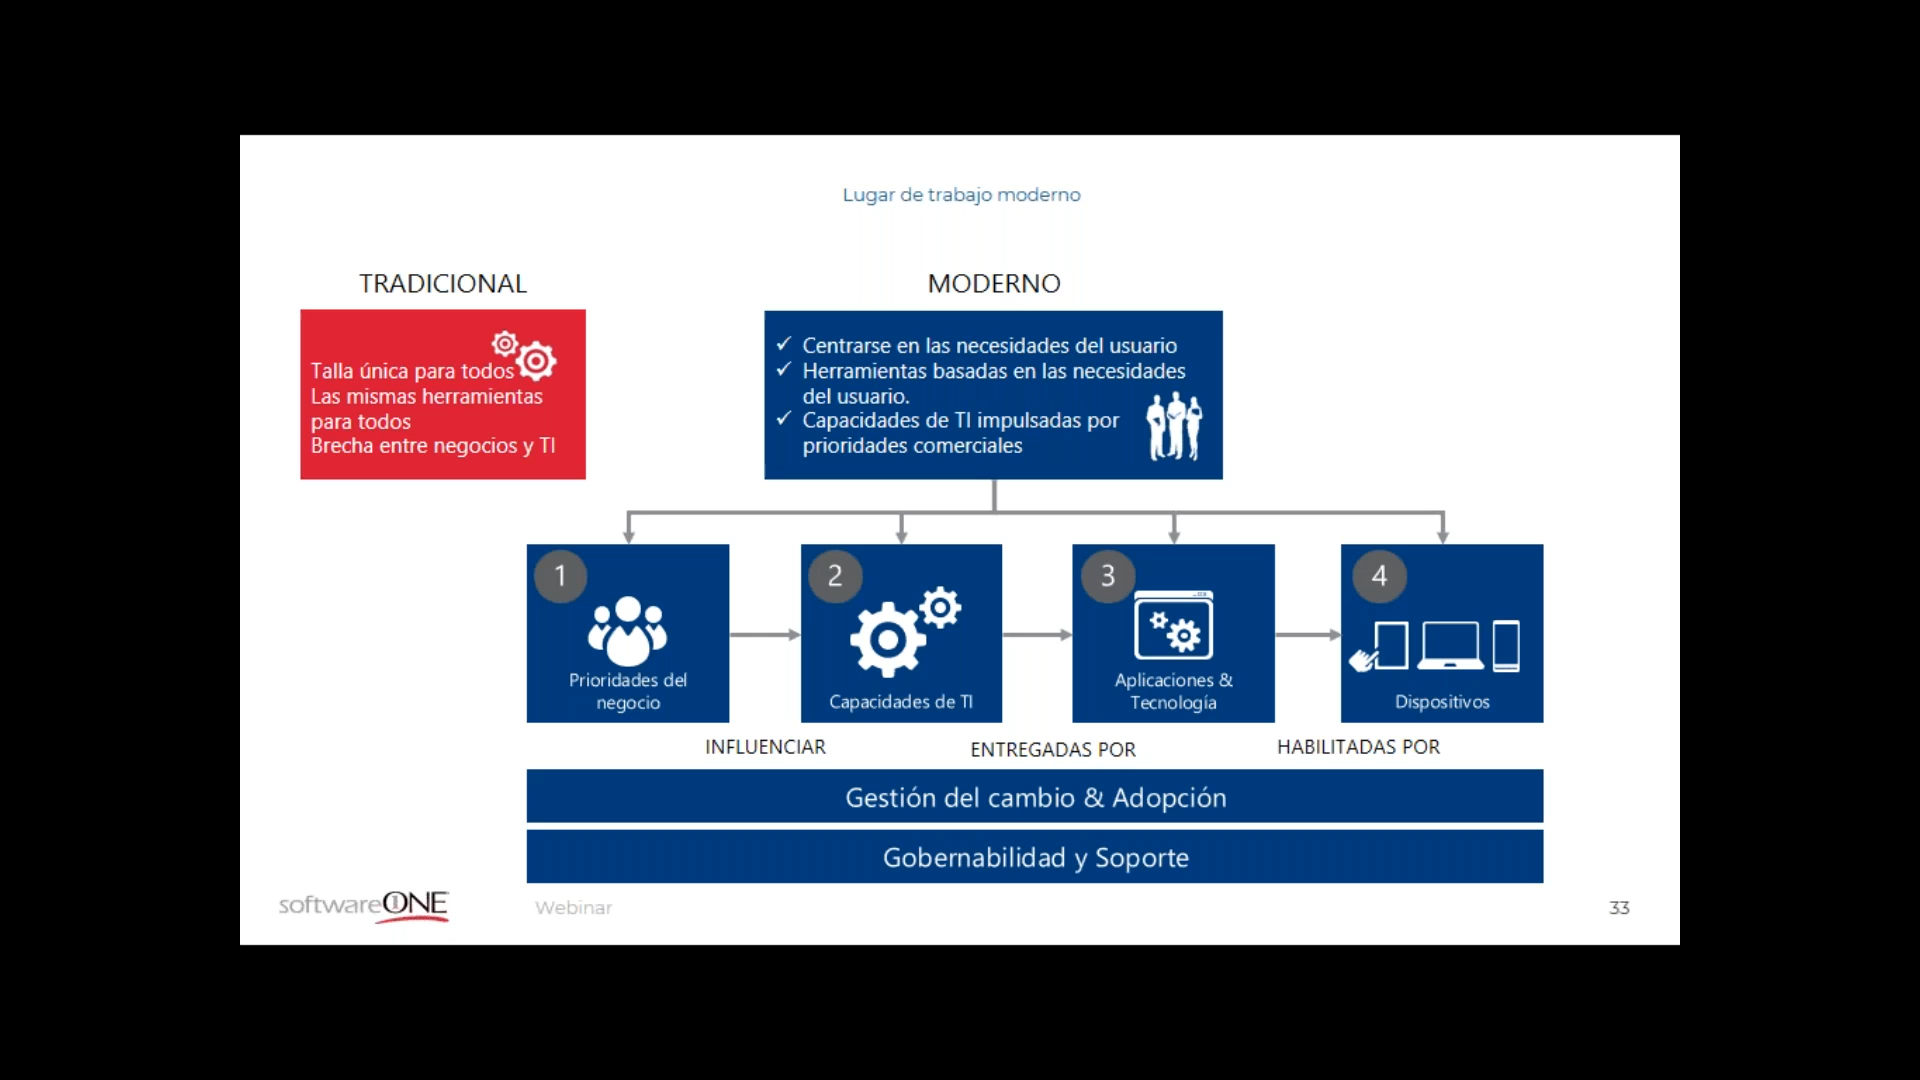 Lugar de trabajo moderno
TRADICIONAL
Talla única para todos
Las mismas herramientas
para todos
Brecha entre negocios y TI
MODERNO
✓ Centrarse en las necesidades del usuario
✓ Herramientas basadas en las necesidades
del usuario.
✓ Capacidades de TI impulsadas por
prioridades comerciales
1
Prioridades del
negocio
2
Capacidades de TI
3
Aplicaciones &
Tecnología
4
Dispositivos
INFLUENCIAR
ENTREGADAS POR
HABILITADAS POR
Gestión del cambio & Adopción
Gobernabilidad y Soporte
softwareONE
Webinar
33